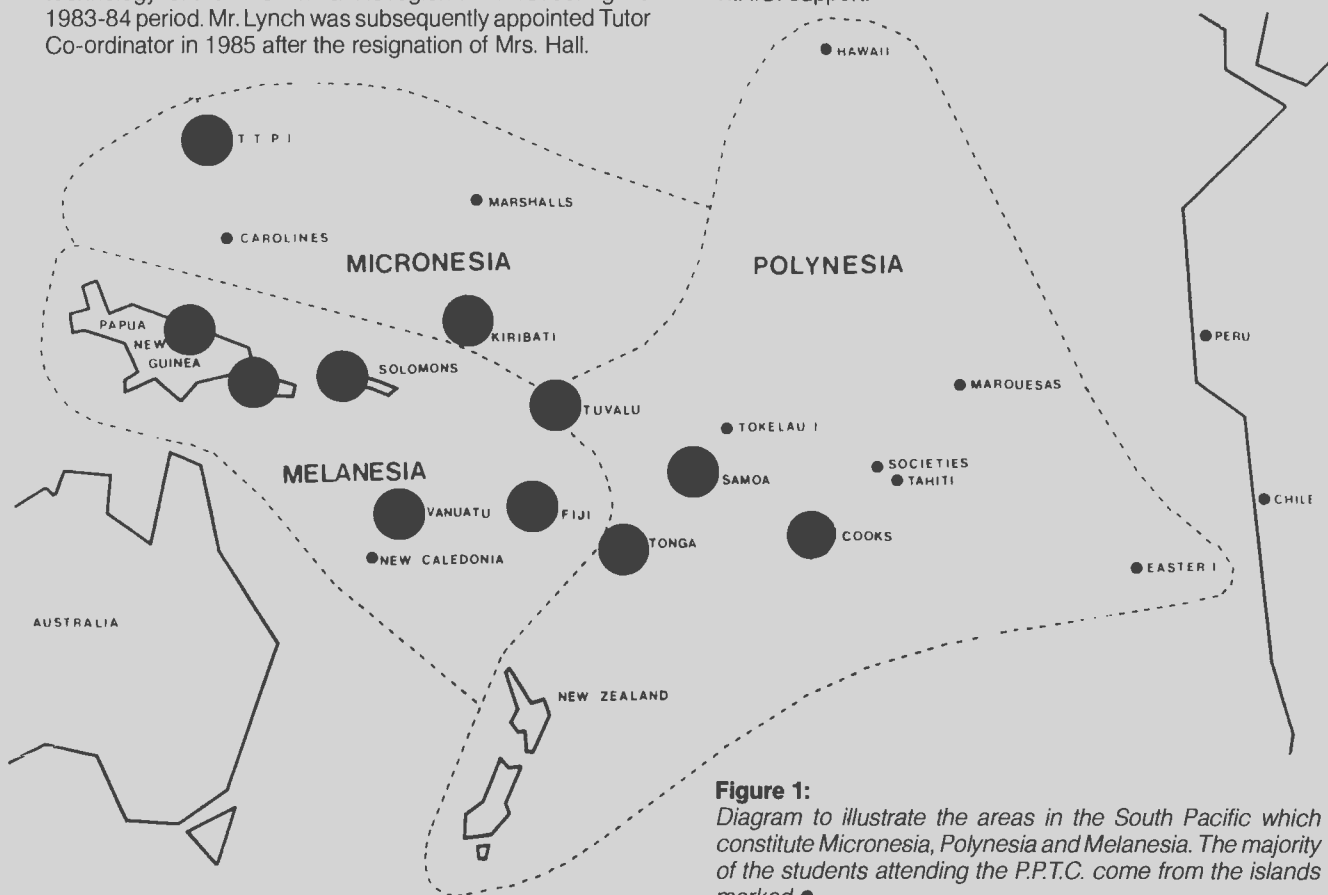 1983-84 period. Mr. Lynch was subsequently appointed Tutor
Co-ordinator in 1985 after the resignation of Mrs. Hall.
support.
HAWAII
T T P I
MARSHALLS
CAROLINES
MICRONESIA
POLYNESIA
PAPUA
NEW
GUINEA
KIRIBATI
SOLOMONS
PERU
MAROUESAS
TUVALU
TOKELAU I
MELANESIA
SOCIETIES
TAHITI
SAMOA
CHILE
VANUATU
FIJI
TONGA
COOKS
NEW CALEDONIA
EASTER I
AUSTRALIA
NEW ZEALAND
Figure 1:
Diagram to illustrate the areas in the South Pacific which
constitute Micronesia, Polynesia and Melanesia. The majority
of the students attending the P.P.T.C. come from the islands
marked